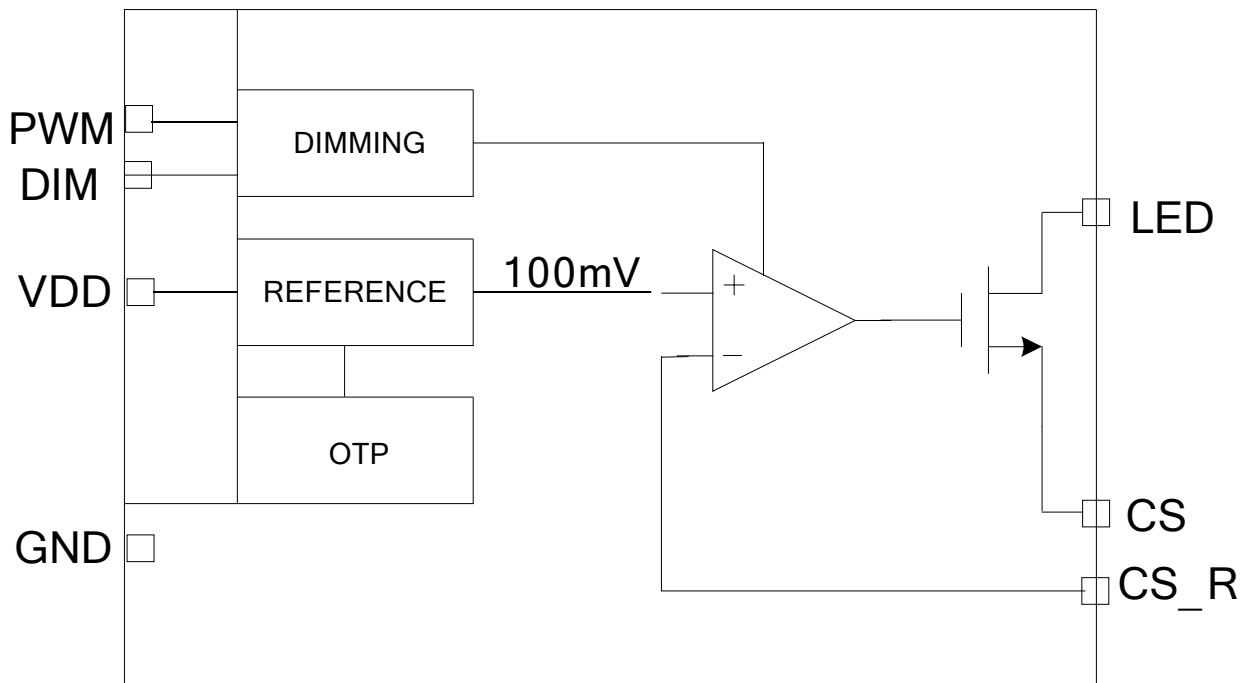 PWM
DIMMING
DIM
LED
VDD
REFERENCE
100mV
+
−
OTP
CS
GND
CS_R